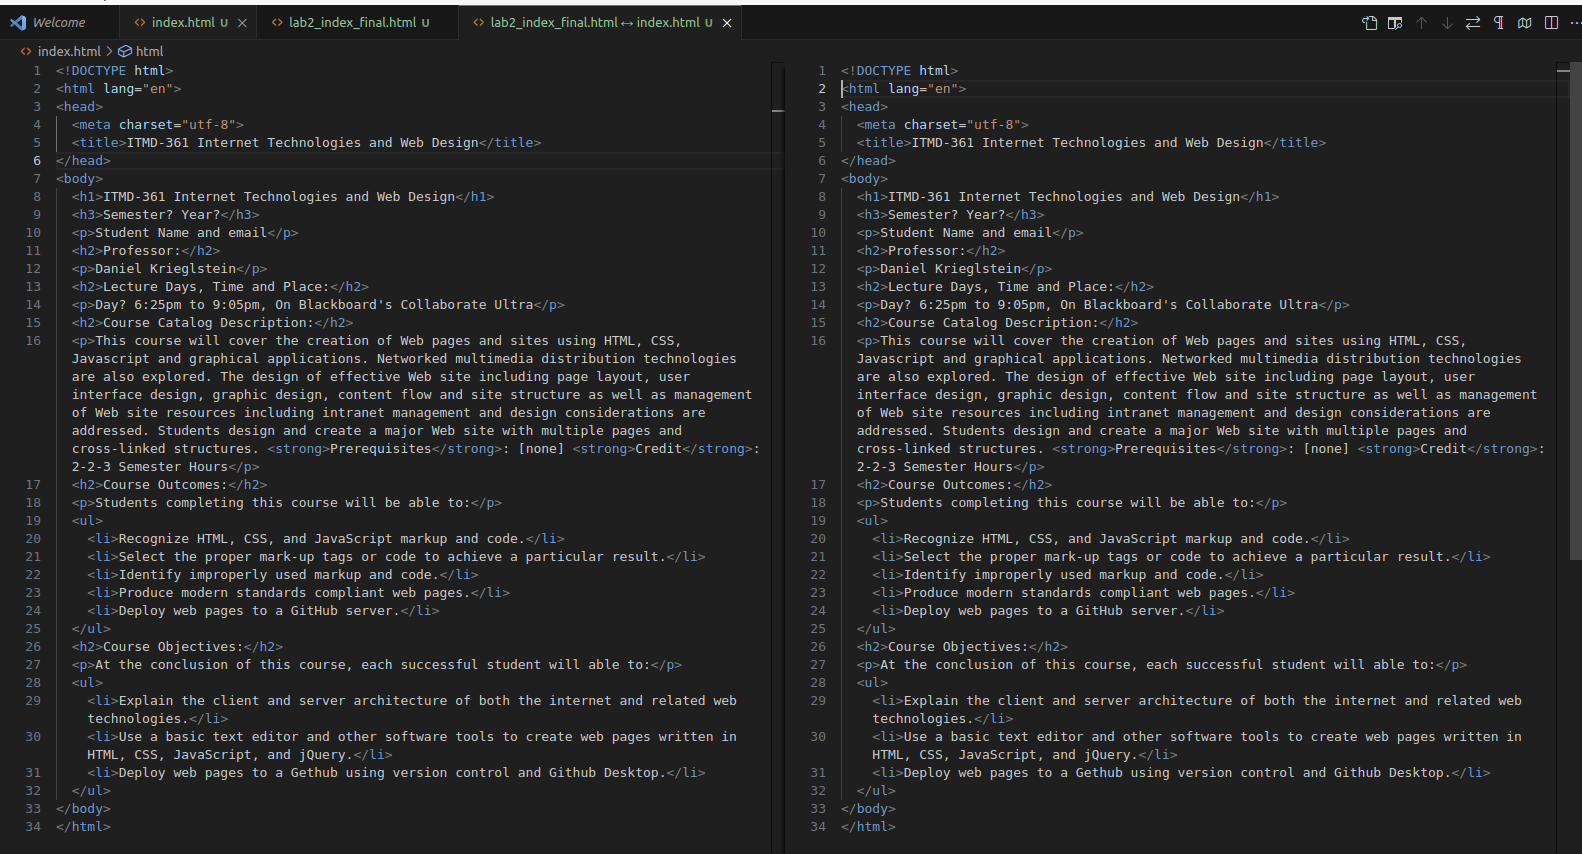 Welcome
index.html U
lab2_index_final.html U
lab2_index_final.html ↔ index.html U
index.html > html
1 <!DOCTYPE html>
2 <html lang="en">
3 <head>
4 <meta charset="utf-8">
5 <title>ITMD-361 Internet Technologies and Web Design</title>
6 </head>
7 <body>
8 <h1>ITMD-361 Internet Technologies and Web Design</h1>
9 <h3>Semester? Year?</h3>
10 <p>Student Name and email</p>
11 <h2>Professor:</h2>
12 <p>Daniel Krieglstein</p>
13 <h2>Lecture Days, Time and Place:</h2>
14 <p>Day? 6:25pm to 9:05pm, On Blackboard's Collaborate Ultra</p>
15 <h2>Course Catalog Description:</h2>
16 <p>This course will cover the creation of Web pages and sites using HTML, CSS,
Javascript and graphical applications. Networked multimedia distribution technologies
are also explored. The design of effective Web site including page layout, user
interface design, graphic design, content flow and site structure as well as management
of Web site resources including intranet management and design considerations are
addressed. Students design and create a major Web site with multiple pages and
cross-linked structures. <strong>Prerequisites</strong>: [none] <strong>Credit</strong>:
2-2-3 Semester Hours</p>
17 <h2>Course Outcomes:</h2>
18 <p>Students completing this course will be able to:</p>
19 <ul>
20 <li>Recognize HTML, CSS, and JavaScript markup and code.</li>
21 <li>Select the proper mark-up tags or code to achieve a particular result.</li>
22 <li>Identify improperly used markup and code.</li>
23 <li>Produce modern standards compliant web pages.</li>
24 <li>Deploy web pages to a GitHub server.</li>
25 </ul>
26 <h2>Course Objectives:</h2>
27 <p>At the conclusion of this course, each successful student will able to:</p>
28 <ul>
29 <li>Explain the client and server architecture of both the internet and related web
technologies.</li>
30 <li>Use a basic text editor and other software tools to create web pages written in
HTML, CSS, JavaScript, and jQuery.</li>
31 <li>Deploy web pages to a Gethub using version control and Github Desktop.</li>
32 </ul>
33 </body>
34 </html>
1 <!DOCTYPE html>
2 <html lang="en">
3 <head>
4 <meta charset="utf-8">
5 <title>ITMD-361 Internet Technologies and Web Design</title>
6 </head>
7 <body>
8 <h1>ITMD-361 Internet Technologies and Web Design</h1>
9 <h3>Semester? Year?</h3>
10 <p>Student Name and email</p>
11 <h2>Professor:</h2>
12 <p>Daniel Krieglstein</p>
13 <h2>Lecture Days, Time and Place:</h2>
14 <p>Day? 6:25pm to 9:05pm, On Blackboard's Collaborate Ultra</p>
15 <h2>Course Catalog Description:</h2>
16 <p>This course will cover the creation of Web pages and sites using HTML, CSS,
Javascript and graphical applications. Networked multimedia distribution technologies
are also explored. The design of effective Web site including page layout, user
interface design, graphic design, content flow and site structure as well as management
of Web site resources including intranet management and design considerations are
addressed. Students design and create a major Web site with multiple pages and
cross-linked structures. <strong>Prerequisites</strong>: [none] <strong>Credit</strong>:
2-2-3 Semester Hours</p>
17 <h2>Course Outcomes:</h2>
18 <p>Students completing this course will be able to:</p>
19 <ul>
20 <li>Recognize HTML, CSS, and JavaScript markup and code.</li>
21 <li>Select the proper mark-up tags or code to achieve a particular result.</li>
22 <li>Identify improperly used markup and code.</li>
23 <li>Produce modern standards compliant web pages.</li>
24 <li>Deploy web pages to a GitHub server.</li>
25 </ul>
26 <h2>Course Objectives:</h2>
27 <p>At the conclusion of this course, each successful student will able to:</p>
28 <ul>
29 <li>Explain the client and server architecture of both the internet and related web
technologies.</li>
30 <li>Use a basic text editor and other software tools to create web pages written in
HTML, CSS, JavaScript, and jQuery.</li>
31 <li>Deploy web pages to a Gethub using version control and Github Desktop.</li>
32 </ul>
33 </body>
34 </html>